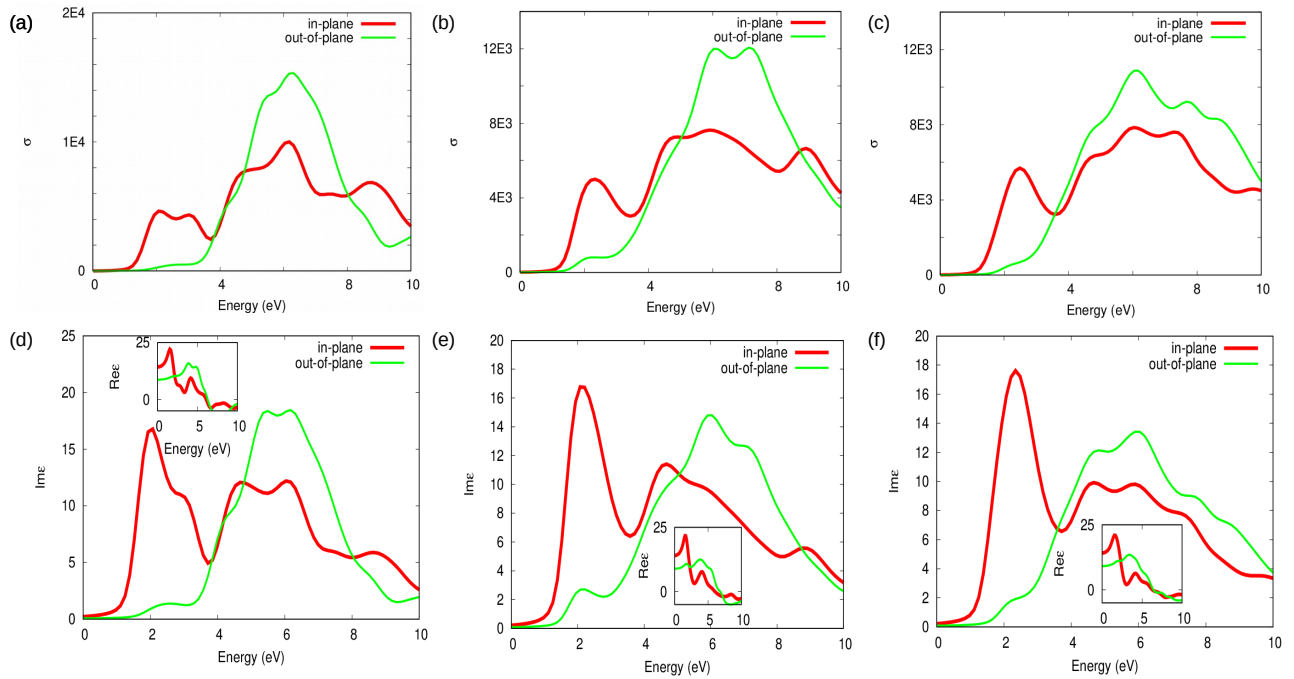 (a)
2E4
1E4
0
σ
in-plane
out-of-plane
0 4 8 10
Energy (eV)
(b)
12E3
8E3
4E3
0
σ
in-plane
out-of-plane
0 2 4 6 8 10
Energy (eV)
(c)
12E3
8E3
4E3
0
σ
in-plane
out-of-plane
0 4 6 8 10
Energy (eV)
(d)
25
20
15
10
5
0
Imε
in-plane
out-of-plane
25
0
Reε
0 5 10
Energy (eV)
0 2 4 6 8 10
Energy (eV)
(e)
20
18
16
14
12
10
8
6
4
2
0
Imε
in-plane
out-of-plane
25
0
Reε
0 5 10
0 2 4 6 8 10
Energy (eV)
(f)
20
18
16
14
12
10
8
6
4
2
0
Imε
in-plane
out-of-plane
25
0
Reε
0 5 10
0 2 4 6 8 10
Energy (eV)